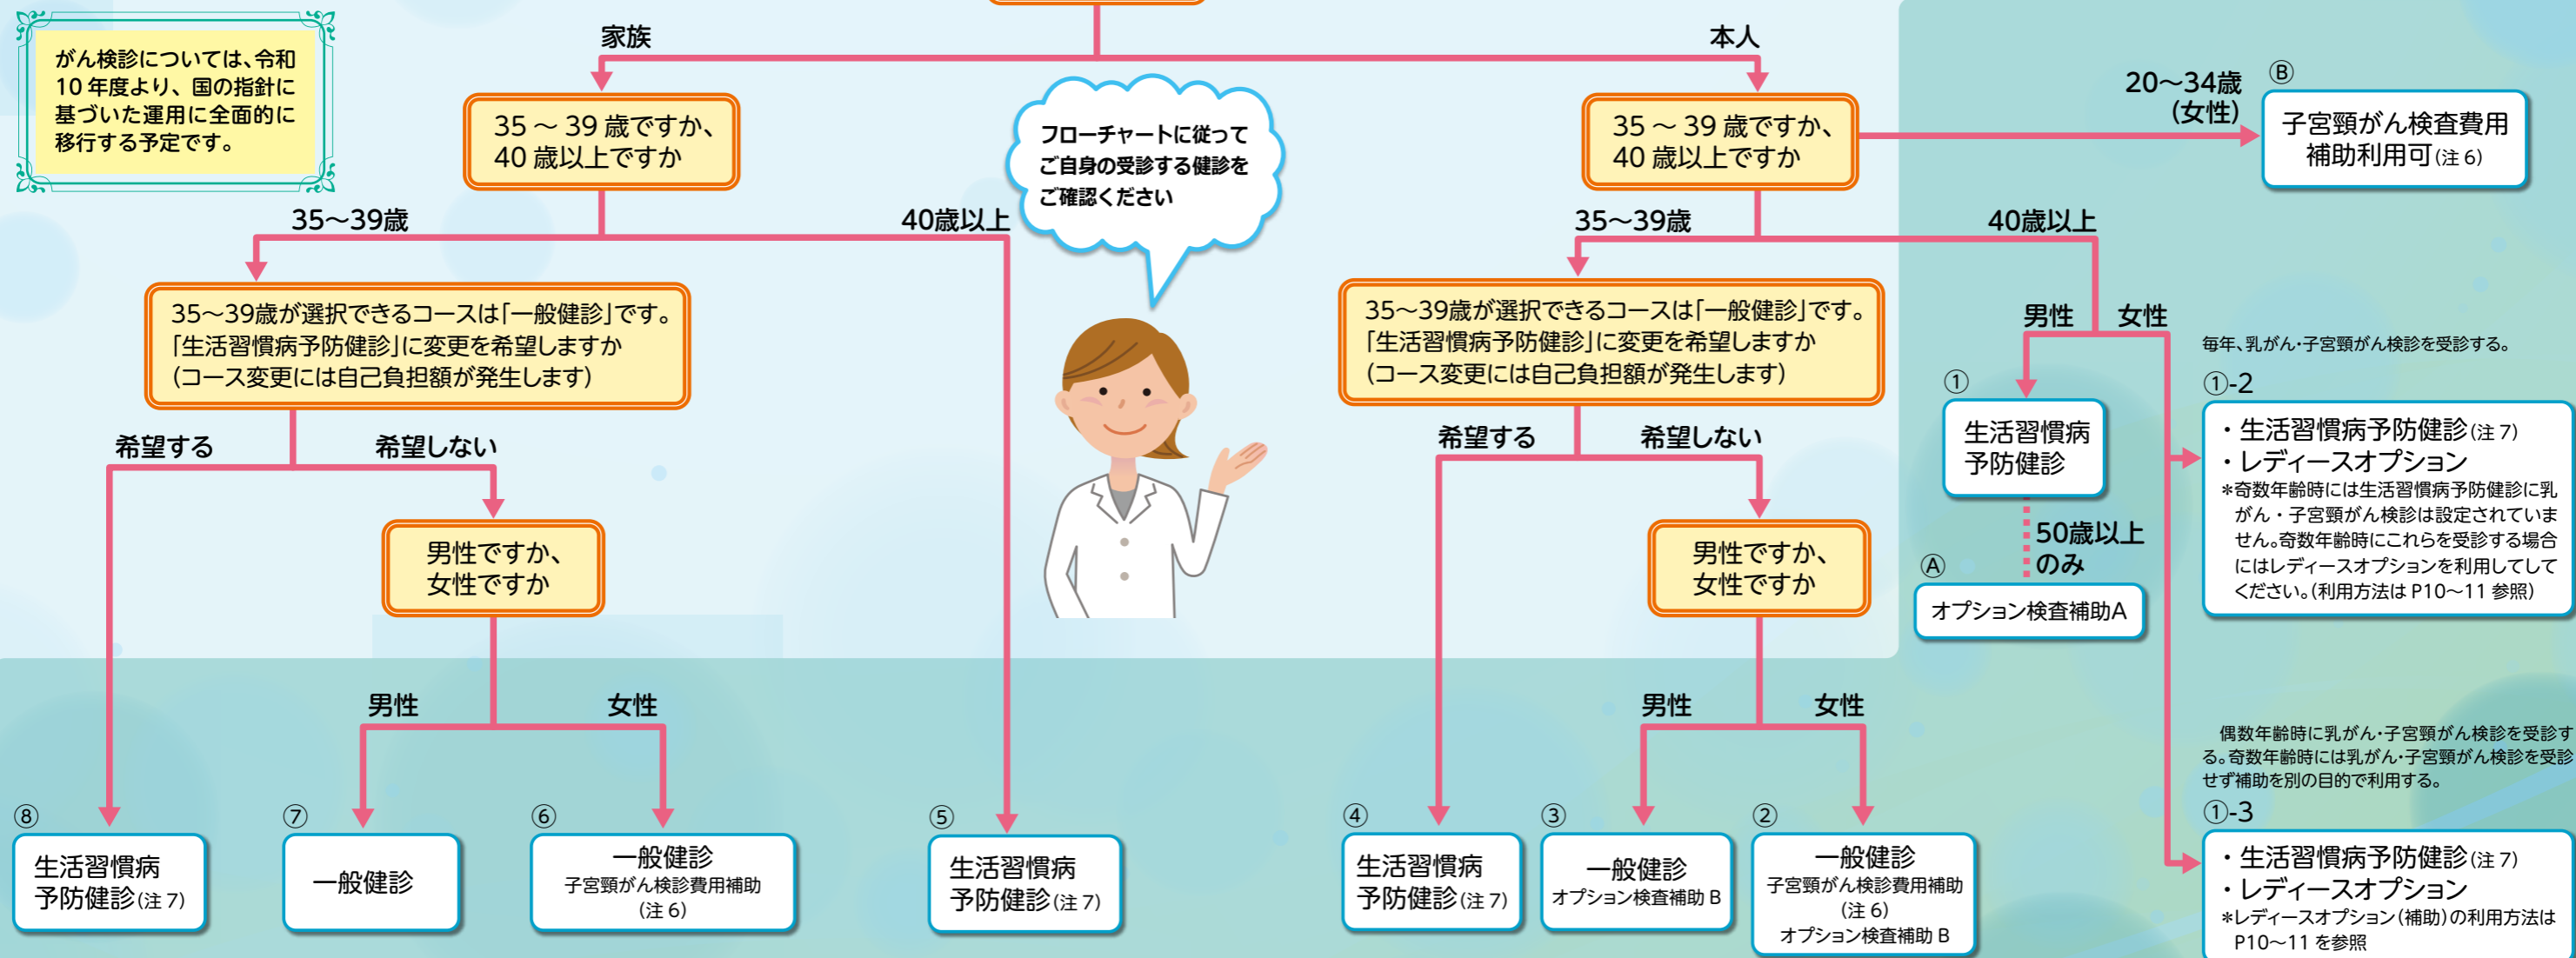 がん検診については、令和
10 年度より、国の指針に
基づいた運用に全面的に
移行する予定です。
家族
本人
35 ～ 39 歳ですか、
40 歳以上ですか
フローチャートに従って
ご自身の受診する健診を
ご確認ください
35 ～ 39 歳ですか、
40 歳以上ですか
20～34歳
(女性)
Ⓑ
子宮頸がん検査費用
補助利用可(注 6)
35～39歳
40歳以上
35～39歳
40歳以上
35～39歳が選択できるコースは「一般健診」です。
「生活習慣病予防健診」に変更を希望しますか
(コース変更には自己負担額が発生します)
35～39歳が選択できるコースは「一般健診」です。
「生活習慣病予防健診」に変更を希望しますか
(コース変更には自己負担額が発生します)
男性
女性
毎年、乳がん・子宮頸がん検診を受診する。
①
生活習慣病
予防健診
①-2
・生活習慣病予防健診(注 7)
・レディースオプション
＊奇数年齢時には生活習慣病予防健診に乳
がん・子宮頸がん検診は設定されていま
せん。奇数年齢時にこれらを受診する場合
にはレディースオプションを利用してして
ください。(利用方法は P10～11 参照)
希望する
希望しない
希望する
希望しない
50歳以上
のみ
Ⓐ
オプション検査補助A
男性ですか、
女性ですか
男性ですか、
女性ですか
男性
女性
男性
女性
偶数年齢時に乳がん・子宮頸がん検診を受診す
る。奇数年齢時には乳がん・子宮頸がん検診を受診
せず補助を別の目的で利用する。
⑧
生活習慣病
予防健診(注 7)
⑦
一般健診
⑥
一般健診
子宮頸がん検診費用補助
(注 6)
⑤
生活習慣病
予防健診(注 7)
④
生活習慣病
予防健診(注 7)
③
一般健診
オプション検査補助 B
②
一般健診
子宮頸がん検診費用補助
(注 6)
オプション検査補助 B
①-3
・生活習慣病予防健診(注 7)
・レディースオプション
＊レディースオプション(補助)の利用方法は
P10～11 を参照